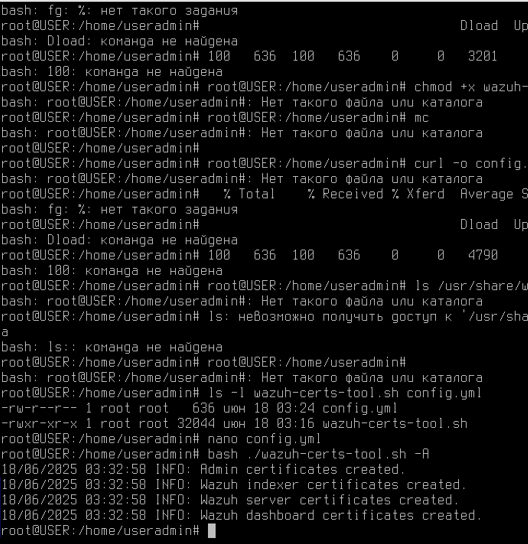 bash: fg: %: нет такого задания
root@USER:/home/useradmin# Dload Up
bash: Dload: команда не найдена
root@USER:/home/useradmin# 100 636 100 636 0 0 3201
bash: 100: команда не найдена
root@USER:/home/useradmin# root@USER:/home/useradmin# chmod +x wazuh-
bash: root@USER:/home/useradmin#: Нет такого файла или каталога
root@USER:/home/useradmin# root@USER:/home/useradmin# mc
bash: root@USER:/home/useradmin#: Нет такого файла или каталога
root@USER:/home/useradmin#
root@USER:/home/useradmin# root@USER:/home/useradmin# curl -o config.
bash: root@USER:/home/useradmin#: Нет такого файла или каталога
root@USER:/home/useradmin# % Total % Received % Xferd Average S
bash: fg: %: нет такого задания
root@USER:/home/useradmin# Dload Up
bash: Dload: команда не найдена
root@USER:/home/useradmin# 100 636 100 636 0 0 4790
bash: 100: команда не найдена
root@USER:/home/useradmin# root@USER:/home/useradmin# ls /usr/share/w
bash: root@USER:/home/useradmin#: Нет такого файла или каталога
root@USER:/home/useradmin# ls: невозможно получить доступ к '/usr/sha
а
bash: ls:: команда не найдена
root@USER:/home/useradmin# root@USER:/home/useradmin#
bash: root@USER:/home/useradmin#: Нет такого файла или каталога
root@USER:/home/useradmin# ls -l wazuh-certs-tool.sh config.yml
-rw-r--r-- 1 root root 636 июн 18 03:24 config.yml
-rwxr-xr-x 1 root root 32044 июн 18 03:16 wazuh-certs-tool.sh
root@USER:/home/useradmin# nano config.yml
root@USER:/home/useradmin# bash ./wazuh-certs-tool.sh -A
18/06/2025 03:32:58 INFO: Admin certificates created.
18/06/2025 03:32:58 INFO: Wazuh indexer certificates created.
18/06/2025 03:32:58 INFO: Wazuh server certificates created.
18/06/2025 03:32:58 INFO: Wazuh dashboard certificates created.
root@USER:/home/useradmin#